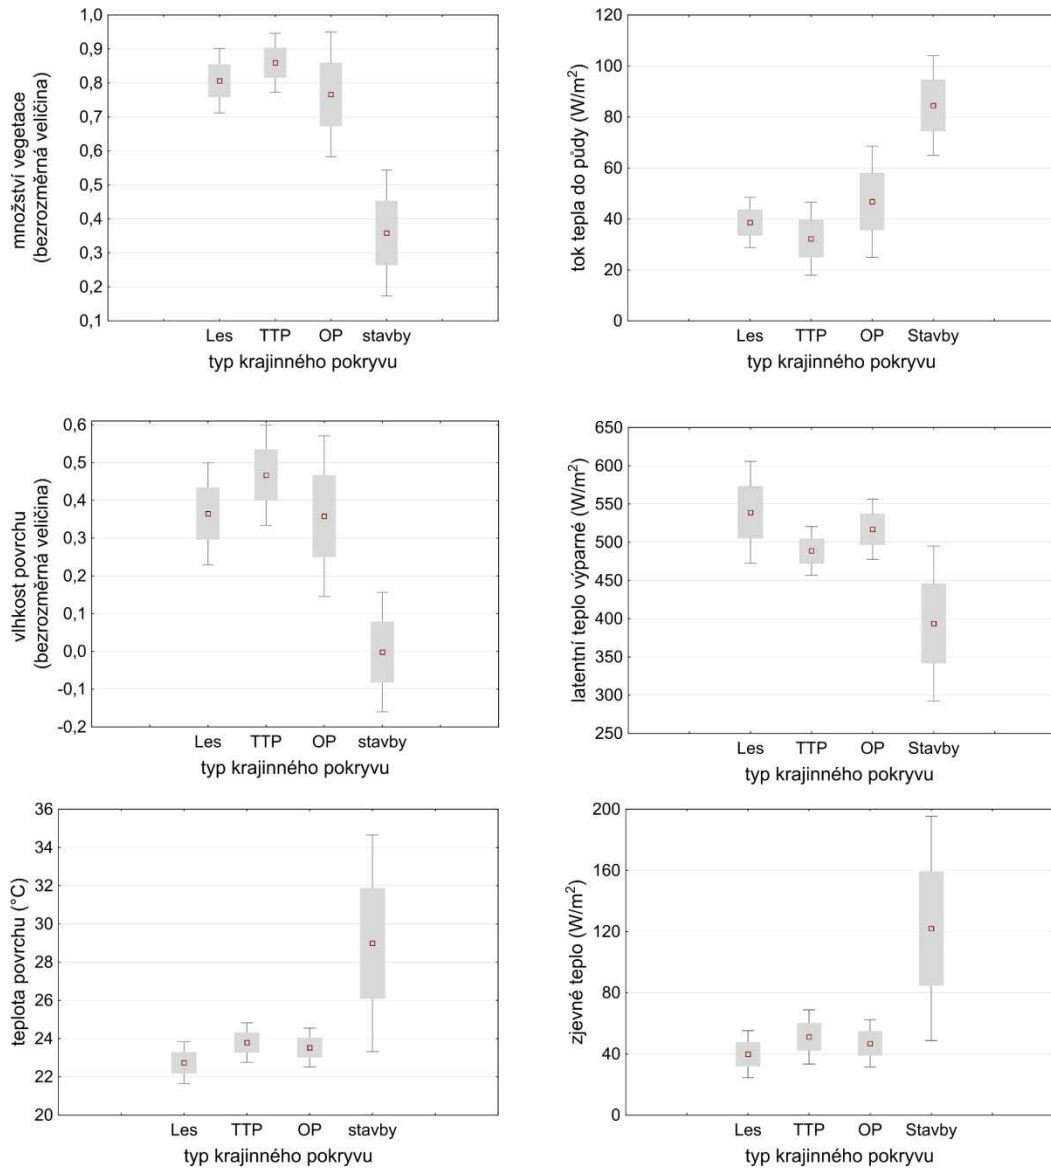 množství vegetace
(bezrozměrná veličina)
1,0
0,9
0,8
0,7
0,6
0,5
0,4
0,3
0,2
0,1
Les TTP OP stavby
typ krajinného pokryvu
tok tepla do půdy (W/m²)
120
100
80
60
40
20
0
Les TTP OP Stavby
typ krajinného pokryvu
vlhkost povrchu
(bezrozměrná veličina)
0,6
0,5
0,4
0,3
0,2
0,1
0,0
-0,1
-0,2
Les TTP OP stavby
typ krajinného pokryvu
latentní teplo výparné (W/m²)
650
600
550
500
450
400
350
300
250
Les TTP OP Stavby
typ krajinného pokryvu
teplota povrchu (°C)
36
34
32
30
28
26
24
22
20
Les TTP OP stavby
typ krajinného pokryvu
zjevné teplo (W/m²)
200
160
120
80
40
0
Les TTP OP Stavby
typ krajinného pokryvu